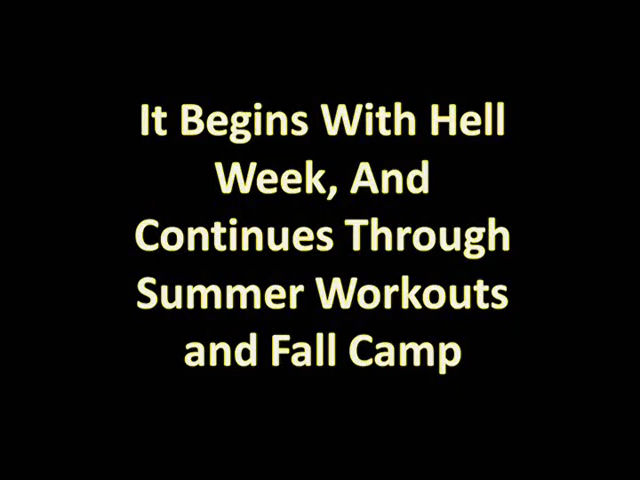 It Begins With Hell
Week, And
Continues Through
Summer Workouts
and Fall Camp